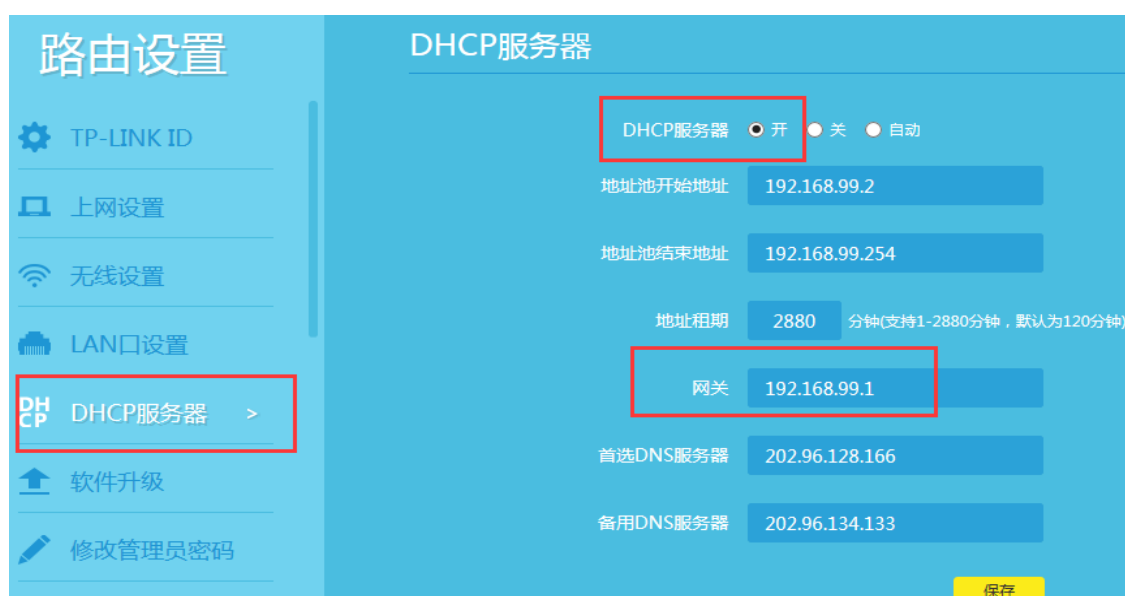 路由设置
TP-LINK ID
上网设置
无线设置
LAN口设置
DHCP服务器 >
软件升级
修改管理员密码
DHCP服务器
DHCP服务器 开 关 自动
地址池开始地址 192.168.99.2
地址池结束地址 192.168.99.254
地址租期 2880 分钟(支持1-2880分钟，默认为120分钟)
网关 192.168.99.1
首选DNS服务器 202.96.128.166
备用DNS服务器 202.96.134.133
保存